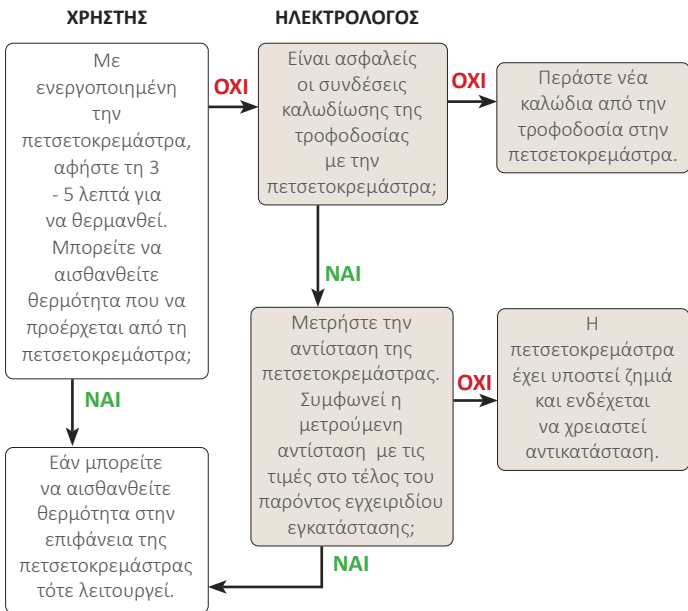 ΧΡΗΣΤΗΣ
Με
ενεργοποιημένη
την
πετσετοκρεμάστρα,
αφήστε τη 3
- 5 λεπτά για
να θερμανθεί.
Μπορείτε να
αισθανθείτε
θερμότητα που να
προέρχεται από τη
πετσετοκρεμάστρα;
ΟΧΙ
ΝΑΙ
Εάν μπορείτε
να αισθανθείτε
θερμότητα στην
επιφάνεια της
πετσετοκρεμάστρας
τότε λειτουργεί.
ΗΛΕΚΤΡΟΛΟΓΟΣ
Είναι ασφαλείς
οι συνδέσεις
καλωδίωσης της
τροφοδοσίας
με την
πετσετοκρεμάστρα;
ΟΧΙ
Περάστε νέα
καλώδια από την
τροφοδοσία στην
πετσετοκρεμάστρα.
ΝΑΙ
Μετρήστε την
αντίσταση της
πετσετοκρεμάστρας.
Συμφωνεί η
μετρούμενη
αντίσταση με τις
τιμές στο τέλος του
παρόντος εγχειριδίου
εγκατάστασης;
ΟΧΙ
Η
πετσετοκρεμάστρα
έχει υποστεί ζημιά
και ενδέχεται
να χρειαστεί
αντικατάσταση.
ΝΑΙ